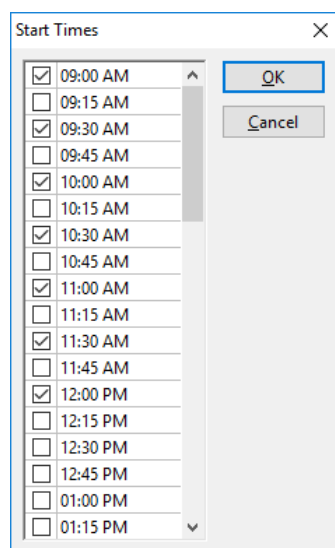 Start Times
09:00 AM
09:15 AM
09:30 AM
09:45 AM
10:00 AM
10:15 AM
10:30 AM
10:45 AM
11:00 AM
11:15 AM
11:30 AM
11:45 AM
12:00 PM
12:15 PM
12:30 PM
12:45 PM
01:00 PM
01:15 PM
OK
Cancel